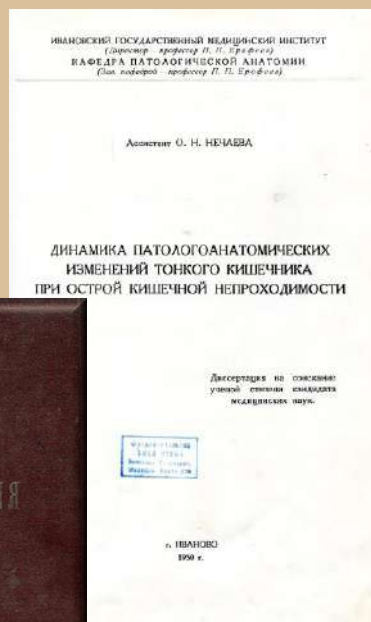 ИВАНОВСКИЙ ГОСУДАРСТВЕННЫЙ МЕДИЦИНСКИЙ ИНСТИТУТ
(Директор — профессор П. П. Ерофеев)
КАФЕДРА ПАТОЛОГИЧЕСКОЙ АНАТОМИИ
(Зав. кафедрой — профессор П. П. Ерофеев)
Ассистент О. Н. НЕЧАЕВА
ДИНАМИКА ПАТОЛОГОАНАТОМИЧЕСКИХ
ИЗМЕНЕНИЙ ТОНКОГО КИШЕЧНИКА
ПРИ ОСТРОЙ КИШЕЧНОЙ НЕПРОХОДИМОСТИ
Диссертация на соискание
ученой степени кандидата
медицинских наук.
г. ИВАНОВО
1950 г.